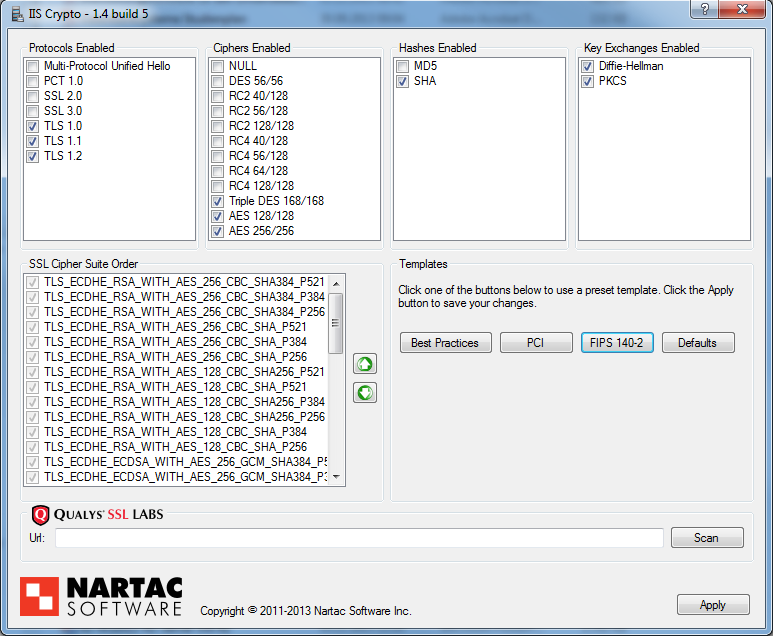 IIS Crypto - 1.4 build 5
Protocols Enabled
Multi-Protocol Unified Hello
PCT 1.0
SSL 2.0
SSL 3.0
TLS 1.0
TLS 1.1
TLS 1.2
Ciphers Enabled
NULL
DES 56/56
RC2 40/128
RC2 56/128
RC2 128/128
RC4 40/128
RC4 56/128
RC4 64/128
RC4 128/128
Triple DES 168/168
AES 128/128
AES 256/256
Hashes Enabled
MD5
SHA
Key Exchanges Enabled
Diffie-Hellman
PKCS
SSL Cipher Suite Order
TLS_ECDHE_RSA_WITH_AES_256_CBC_SHA384_P521
TLS_ECDHE_RSA_WITH_AES_256_CBC_SHA384_P384
TLS_ECDHE_RSA_WITH_AES_256_CBC_SHA384_P256
TLS_ECDHE_RSA_WITH_AES_256_CBC_SHA_P521
TLS_ECDHE_RSA_WITH_AES_256_CBC_SHA_P384
TLS_ECDHE_RSA_WITH_AES_256_CBC_SHA_P256
TLS_ECDHE_RSA_WITH_AES_128_CBC_SHA256_P521
TLS_ECDHE_RSA_WITH_AES_128_CBC_SHA_P521
TLS_ECDHE_RSA_WITH_AES_128_CBC_SHA256_P384
TLS_ECDHE_RSA_WITH_AES_128_CBC_SHA256_P256
TLS_ECDHE_RSA_WITH_AES_128_CBC_SHA_P384
TLS_ECDHE_RSA_WITH_AES_128_CBC_SHA_P256
TLS_ECDHE_ECDSA_WITH_AES_256_GCM_SHA384_P5
TLS_ECDHE_ECDSA_WITH_AES_256_GCM_SHA384_P3
Templates
Click one of the buttons below to use a preset template. Click the Apply
button to save your changes.
Best Practices PCI FIPS 140-2 Defaults
QUALYS' SSL LABS
Url: Scan
NARTAC
SOFTWARE
Copyright © 2011-2013 Nartac Software Inc.
Apply